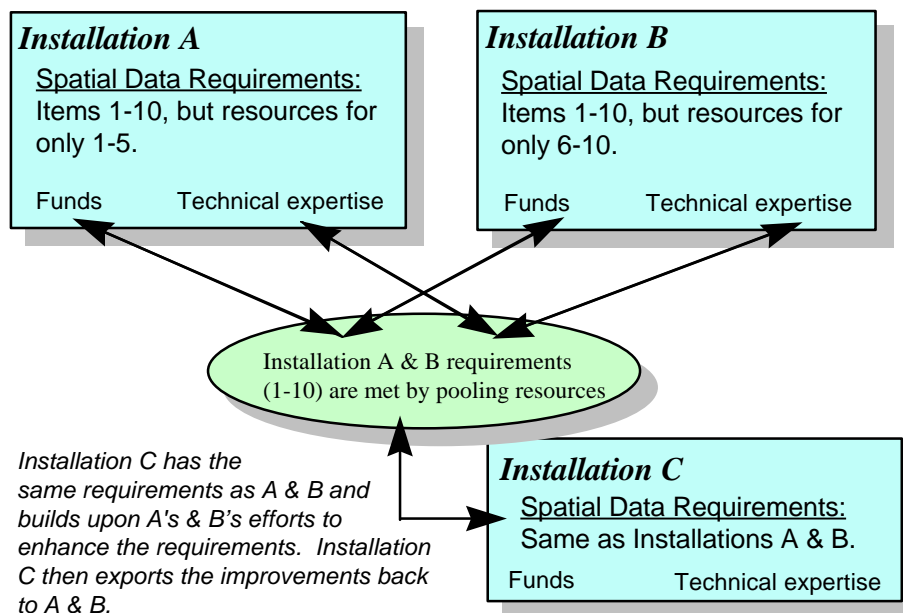 Installation A
Spatial Data Requirements:
Items 1-10, but resources for
only 1-5.
Funds
Technical expertise
Installation B
Spatial Data Requirements:
Items 1-10, but resources for
only 6-10.
Funds
Technical expertise
Installation A & B requirements
(1-10) are met by pooling resources
Installation C has the
same requirements as A & B and
builds upon A's & B’s efforts to
enhance the requirements.  Installation
C then exports the improvements back
to A & B.
Installation C
Spatial Data Requirements:
Same as Installations A & B.
Funds
Technical expertise